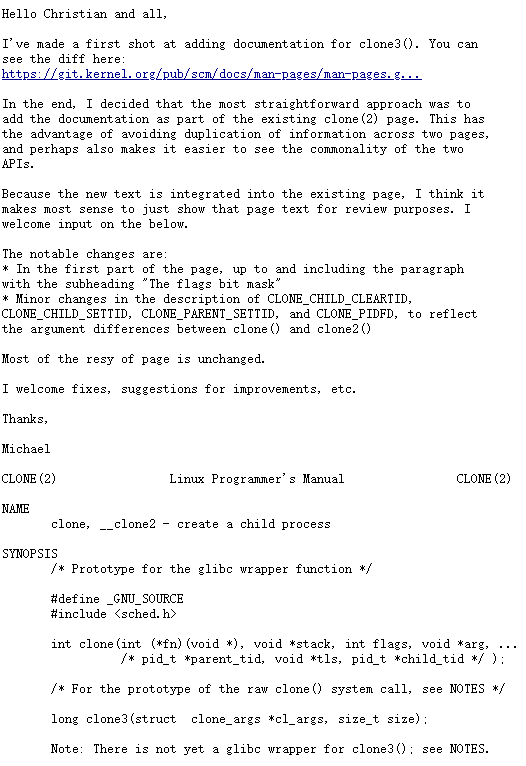 Hello Christian and all,
I've made a first shot at adding documentation for clone3(). You can
see the diff here:
https://git.kernel.org/pub/scm/docs/man-pages/man-pages.g...
In the end, I decided that the most straightforward approach was to
add the documentation as part of the existing clone(2) page. This has
the advantage of avoiding duplication of information across two pages,
and perhaps also makes it easier to see the commonality of the two
APIs.
Because the new text is integrated into the existing page, I think it
makes most sense to just show that page text for review purposes. I
welcome input on the below.
The notable changes are:
* In the first part of the page, up to and including the paragraph
with the subheading "The flags bit mask"
* Minor changes in the description of CLONE_CHILD_CLEARTID,
CLONE_CHILD_SETTID, CLONE_PARENT_SETTID, and CLONE_PIDFD, to reflect
the argument differences between clone() and clone2()
Most of the resy of page is unchanged.
I welcome fixes, suggestions for improvements, etc.
Thanks,
Michael
CLONE(2) Linux Programmer's Manual CLONE(2)
NAME
clone, __clone2 - create a child process
SYNOPSIS
/* Prototype for the glibc wrapper function */
#define _GNU_SOURCE
#include <sched.h>
int clone(int (*fn)(void *), void *stack, int flags, void *arg, ...
/* pid_t *parent_tid, void *tls, pid_t *child_tid */ );
/* For the prototype of the raw clone() system call, see NOTES */
long clone3(struct clone_args *cl_args, size_t size);
Note: There is not yet a glibc wrapper for clone3(); see NOTES.